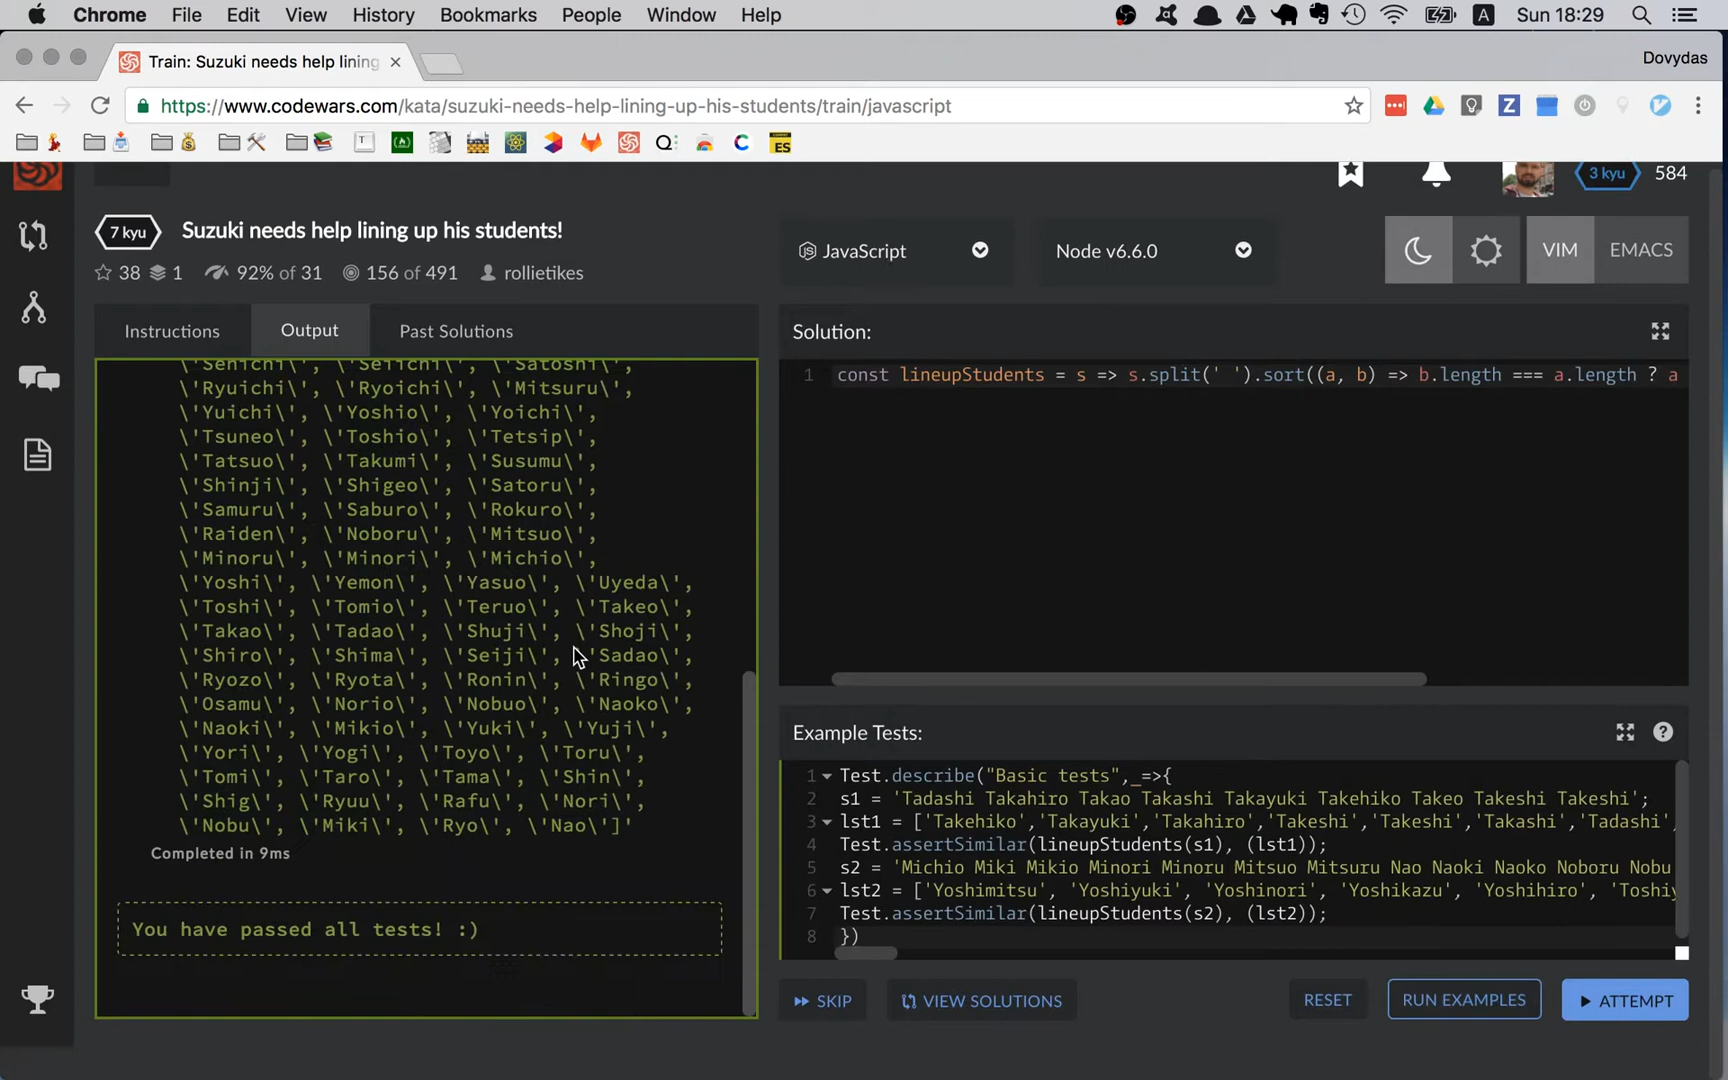 Chrome File Edit View History Bookmarks People Window Help A Sun 18:29
Train: Suzuki needs help lining Dovydas
https://www.codewars.com/kata/suzuki-needs-help-lining-up-his-students/train/javascript
3 kyu 584
7 kyu Suzuki needs help lining up his students! JavaScript Node v6.6.0 VIM EMACS
38 1 92% of 31 156 of 491 rollietikes
Instructions Output Past Solutions Solution:
\'Senichi\', \'Seiichi\', \'Satoshi\',
\'Ryuichi\', \'Ryoichi\', \'Mitsuru\',
\'Yuichi\', \'Yoshio\', \'Yoichi\',
\'Tsuneo\', \'Toshio\', \'Tetsip\',
\'Tatsuo\', \'Takumi\', \'Susumu\',
\'Shinji\', \'Shigeo\', \'Satoru\',
\'Samuru\', \'Saburo\', \'Rokuro\',
\'Raiden\', \'Noboru\', \'Mitsuo\',
\'Minoru\', \'Minori\', \'Michio\',
\'Yoshi\', \'Yemon\', \'Yasuo\', \'Uyeda\',
\'Toshi\', \'Tomio\', \'Teruo\', \'Takeo\',
\'Takao\', \'Tadao\', \'Shuji\', \'Shoji\',
\'Shiro\', \'Shima\', \'Seiji\', \'Sadao\',
\'Ryozo\', \'Ryota\', \'Ronin\', \'Ringo\',
\'Osamu\', \'Norio\', \'Nobuo\', \'Naoko\',
\'Naoki\', \'Mikio\', \'Yuki\', \'Yuji\',
\'Yori\', \'Yogi\', \'Toyo\', \'Toru\',
\'Tomi\', \'Taro\', \'Tama\', \'Shin\',
\'Shig\', \'Ryuu\', \'Rafu\', \'Nori\',
\'Nobu\', \'Miki\', \'Ryo\', \'Nao\']'
Completed in 9ms
You have passed all tests! :)
1 const lineupStudents = s => s.split(' ').sort((a, b) => b.length === a.length ? a
Example Tests:
1 Test.describe("Basic tests",_=>{
2 s1 = 'Tadashi Takahiro Takao Takashi Takayuki Takehiko Takeo Takeshi Takeshi';
3 lst1 = ['Takehiko','Takayuki','Takahiro','Takeshi','Takeshi','Takashi','Tadashi',
4 Test.assertSimilar(lineupStudents(s1), (lst1));
5 s2 = 'Michio Miki Mikio Minori Minoru Mitsuo Mitsuru Nao Naoki Naoko Noboru Nobu
6 lst2 = ['Yoshimitsu', 'Yoshiyuki', 'Yoshinori', 'Yoshikazu', 'Yoshihiro', 'Toshiy
7 Test.assertSimilar(lineupStudents(s2), (lst2));
8 })
SKIP VIEW SOLUTIONS RESET RUN EXAMPLES ATTEMPT